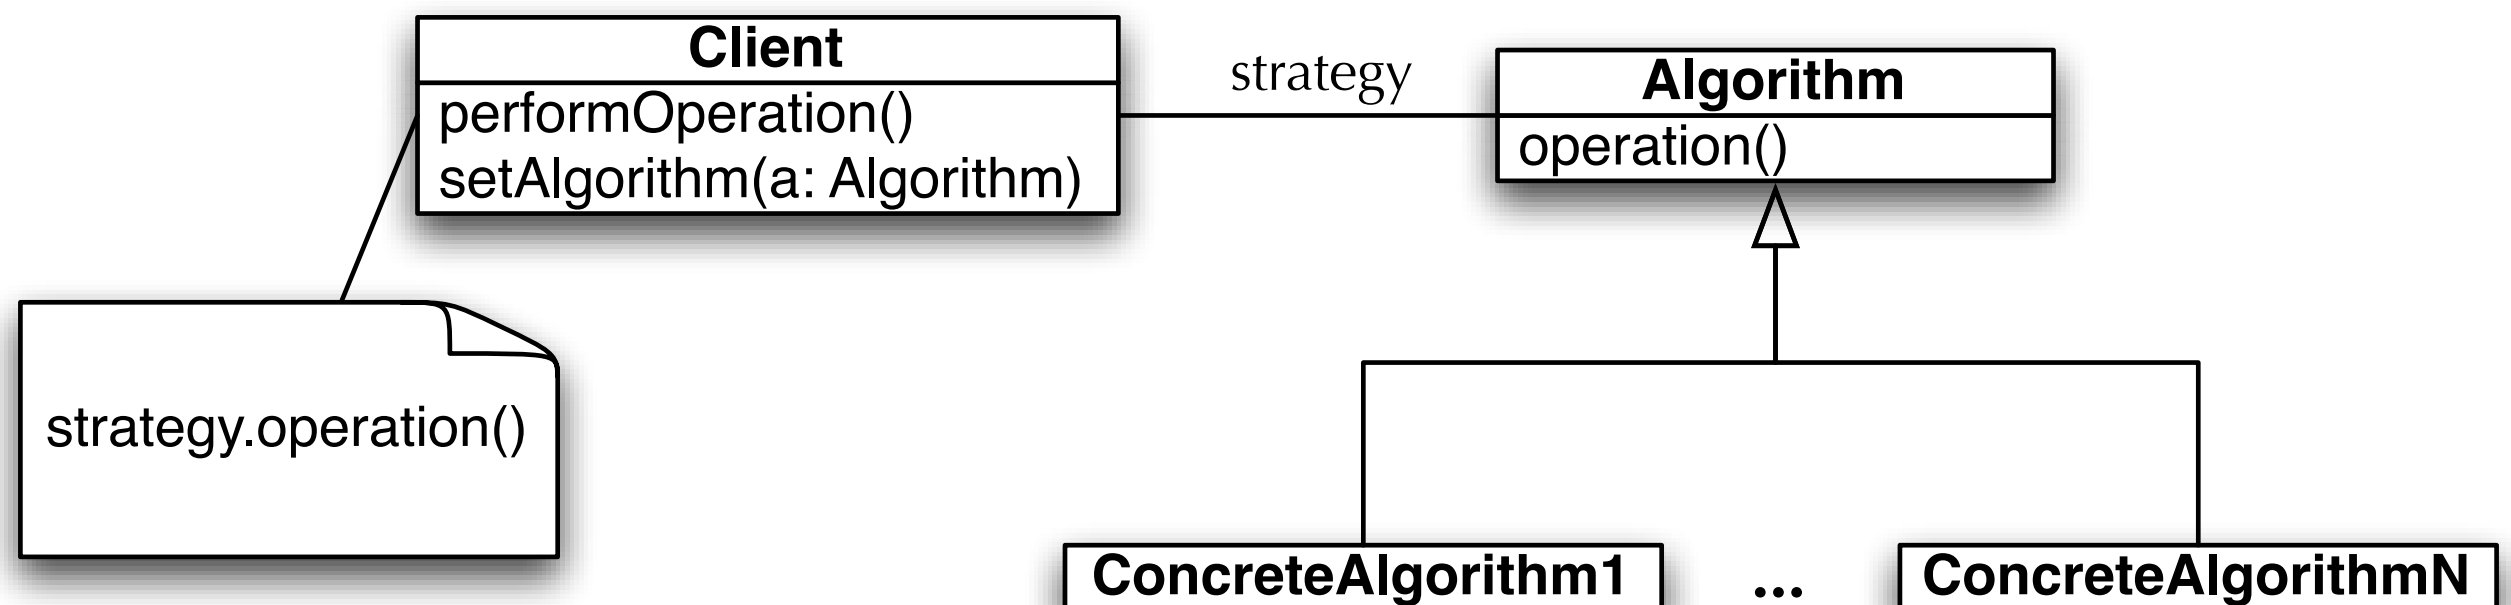 Client
performOperation()
setAlgorithm(a: Algorithm)
strategy
Algorithm
operation()
strategy.operation()
ConcreteAlgorithm1
...
ConcreteAlgorithmN